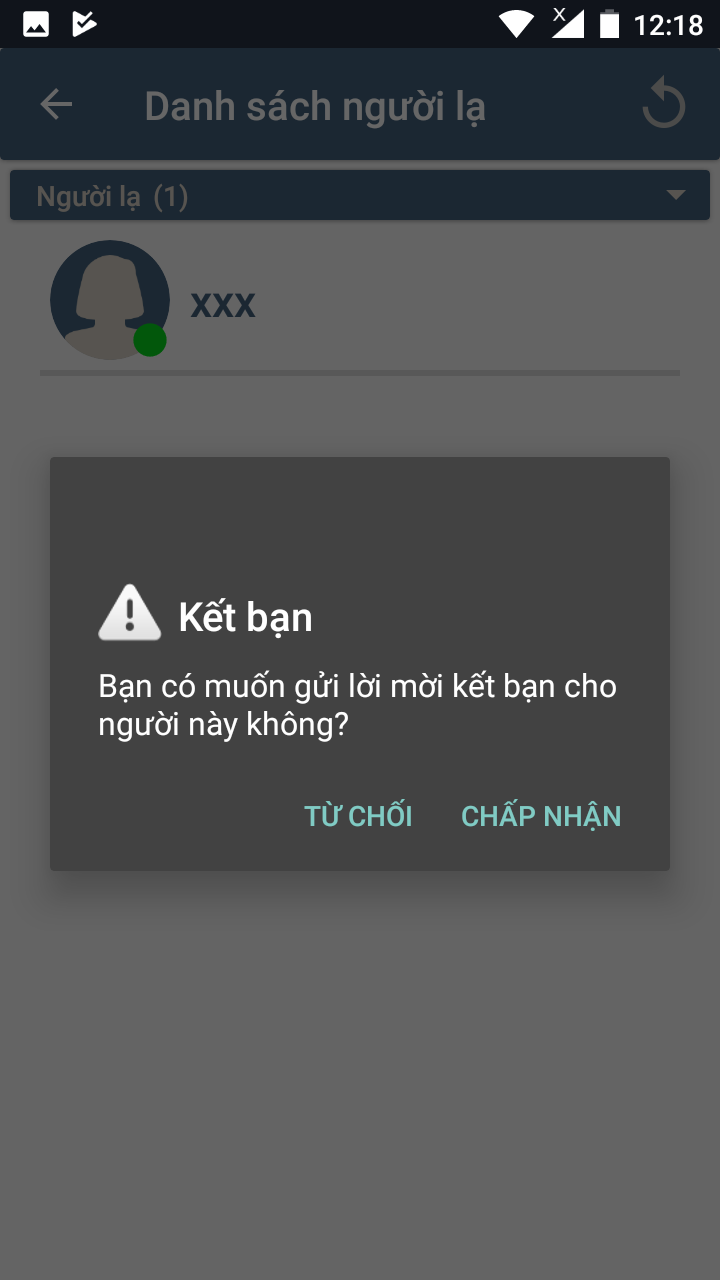 12:18
Danh sách người lạ
Người lạ (1)
xxx
Kết bạn
Bạn có muốn gửi lời mời kết bạn cho
người này không?
TỪ CHỐI CHẤP NHẬN